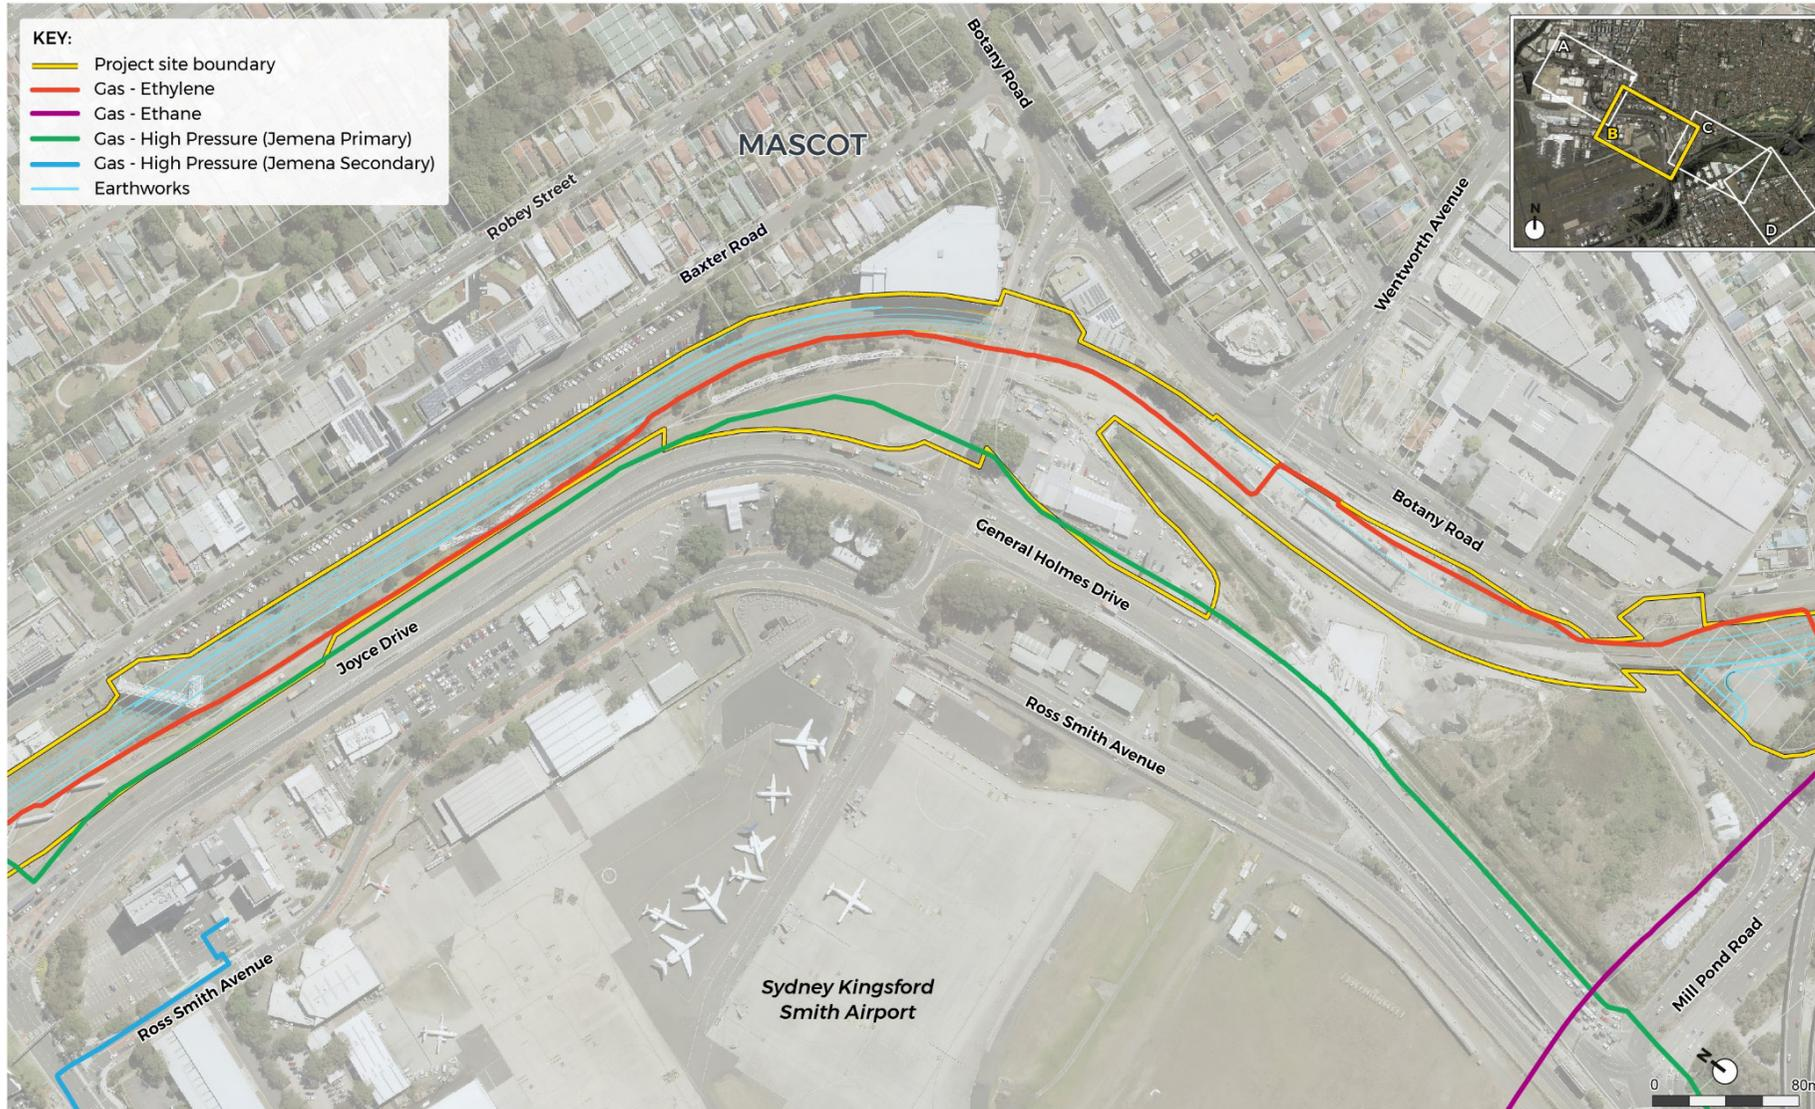 KEY:
Project site boundary
Gas - Ethylene
Gas - Ethane
Gas - High Pressure (Jemena Primary)
Gas - High Pressure (Jemena Secondary)
Earthworks
Botany Road
MASCOT
Robey Street
Baxter Road
Wentworth Avenue
A
B
C
D
N
Botany Road
General Holmes Drive
Joyce Drive
Ross Smith Avenue
Ross Smith Avenue
Sydney Kingsford
Smith Airport
Mill Pond Road
N
0 80m